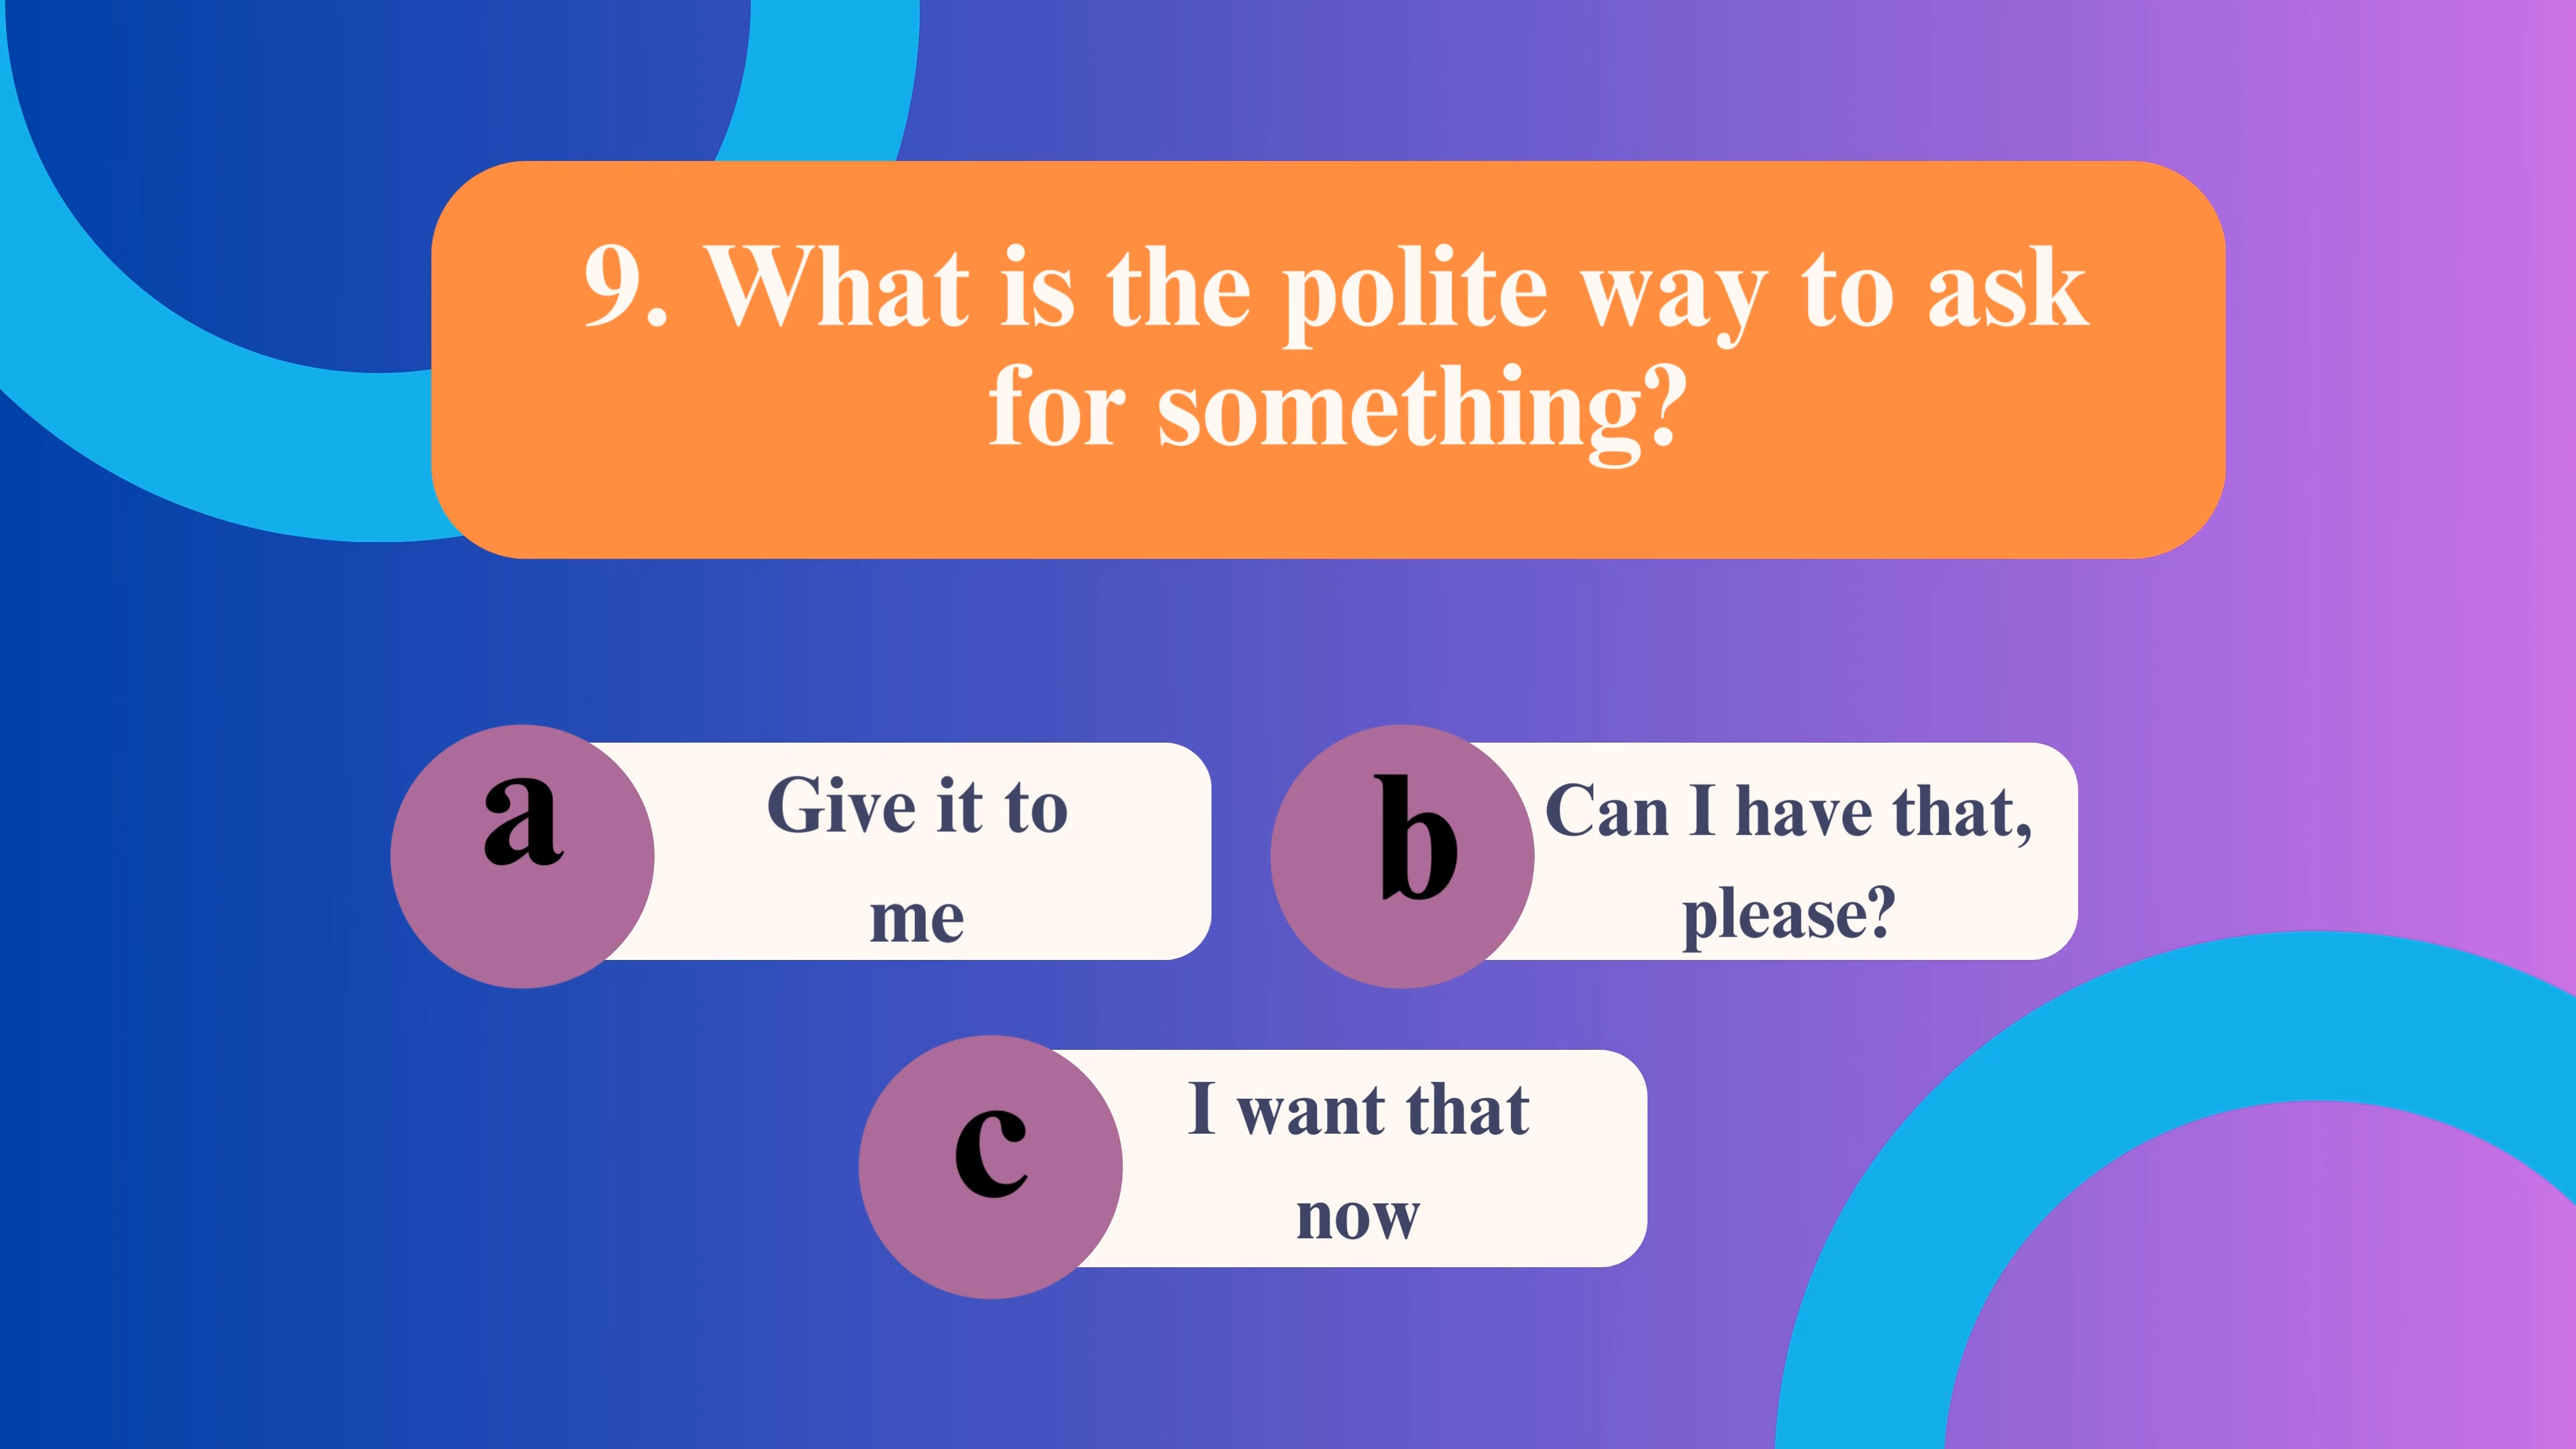 9. What is the polite way to ask
for something?
a
Give it to
me
b
Can I have that,
please?
c
I want that
now